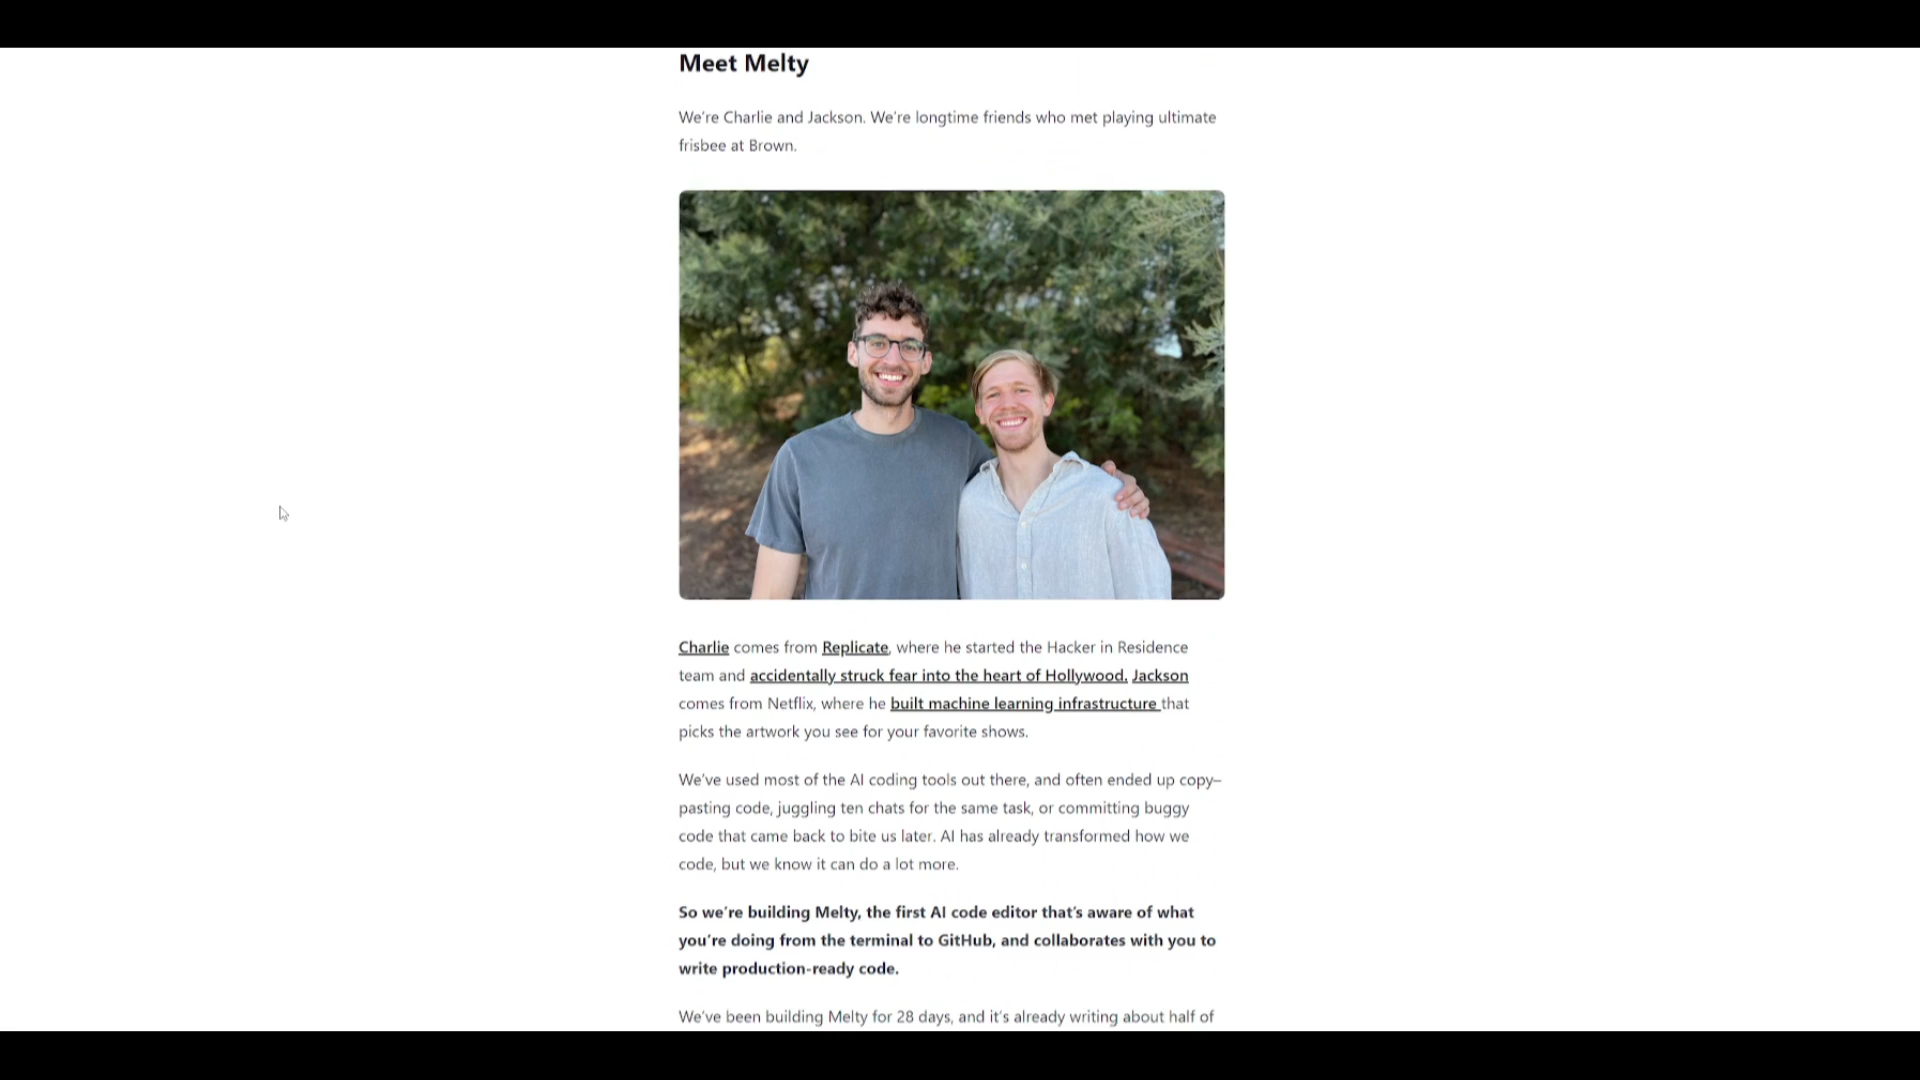 Meet Melty
We're Charlie and Jackson. We're longtime friends who met playing ultimate
frisbee at Brown.
Charlie comes from Replicate, where he started the Hacker in Residence
team and accidentally struck fear into the heart of Hollywood. Jackson
comes from Netflix, where he built machine learning infrastructure that
picks the artwork you see for your favorite shows.
We've used most of the AI coding tools out there, and often ended up copy–
pasting code, juggling ten chats for the same task, or committing buggy
code that came back to bite us later. AI has already transformed how we
code, but we know it can do a lot more.
So we're building Melty, the first AI code editor that's aware of what
you're doing from the terminal to GitHub, and collaborates with you to
write production-ready code.
We've been building Melty for 28 days, and it's already writing about half of